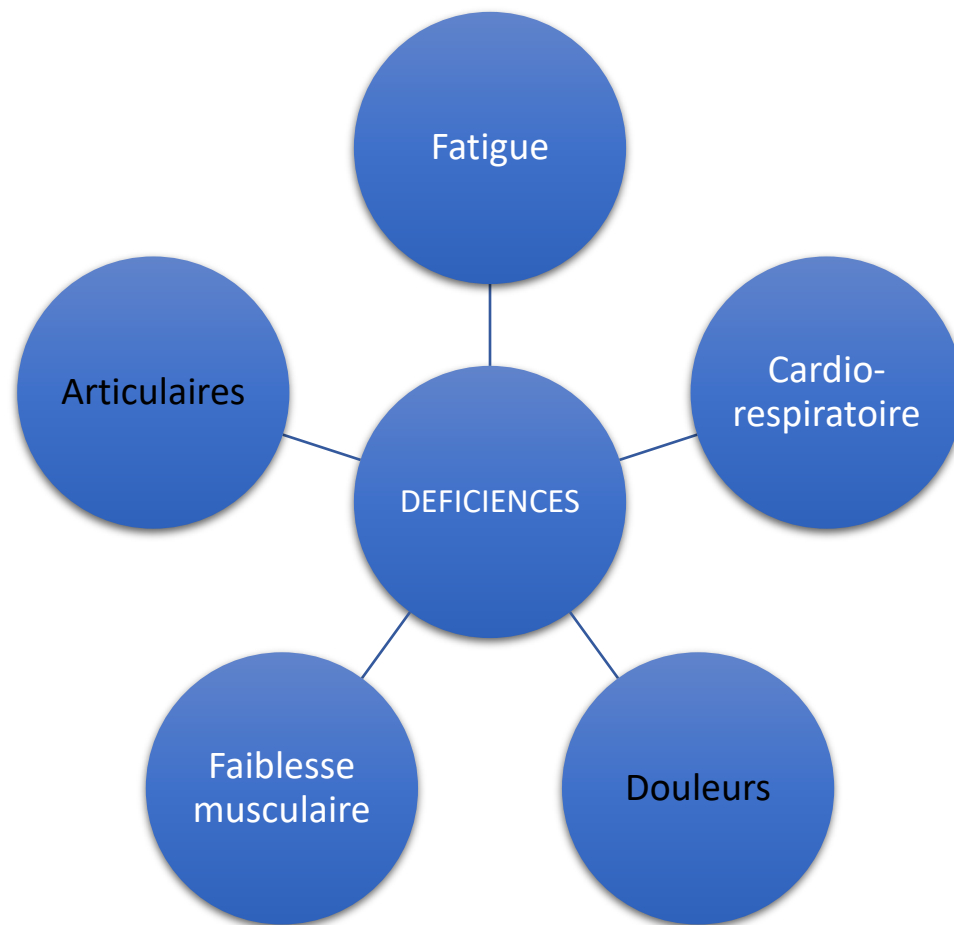 Fatigue
Cardio-
respiratoire
Articulaires
DEFICIENCES
Faiblesse
musculaire
Douleurs